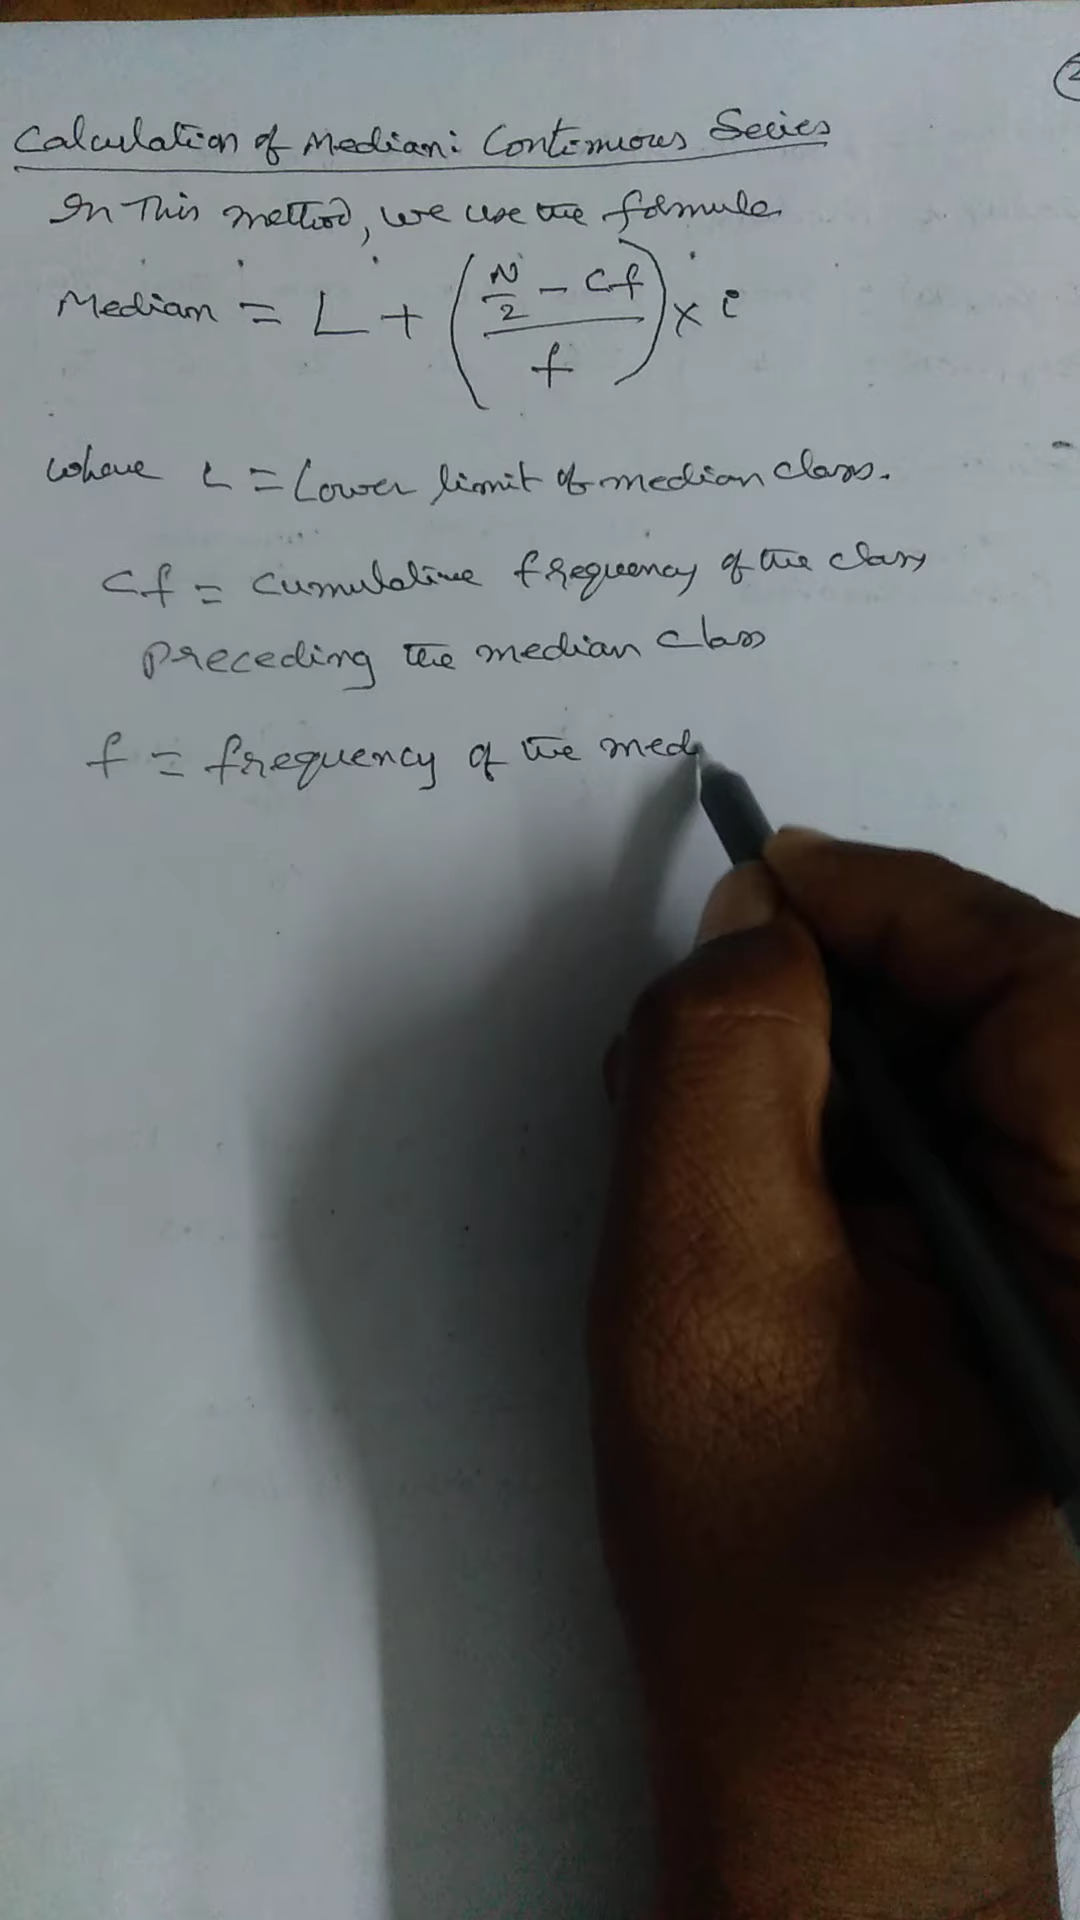 2
Calculation of Median: Continuous Series
In This method, we use the formula
Median = L + (N/2 - Cf / f) × i
where L = Lower limit of median class.
Cf = Cumulative frequency of the class
preceding the median class
f = frequency of the med